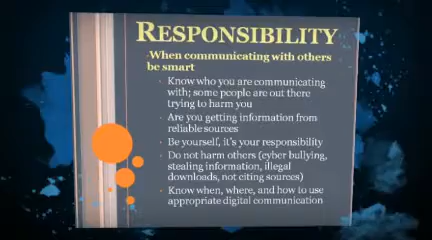 RESPONSIBILITY
When communicating with others
be smart
Know who you are communicating
with; some people are out there
trying to harm you
Are you getting information from
reliable sources
Be yourself, it's your responsibility
Do not harm others (cyber bullying,
stealing information, illegal
downloads, not citing sources)
Know when, where, and how to use
appropriate digital communication